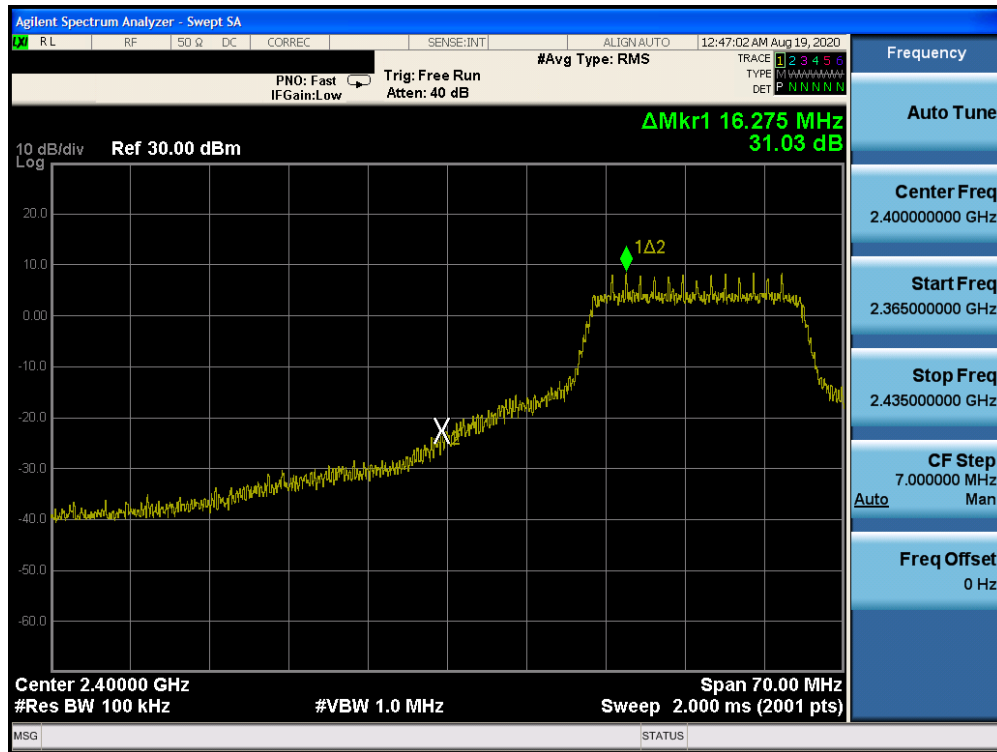 Agilent Spectrum Analyzer - Swept SA
LXI RL RF 50 Ω DC CORREC SENSE:INT ALIGN AUTO 12:47:02 AM Aug 19, 2020
Frequency
#Avg Type: RMS TRACE 1 2 3 4 5 6
PNO: Fast Trig: Free Run TYPE M WWWWW
IFGain:Low Atten: 40 dB DET P N N N N N
Auto Tune
ΔMkr1 16.275 MHz
10 dB/div Ref 30.00 dBm 31.03 dB
Log
Center Freq
2.400000000 GHz
20.0
1Δ2
10.0
Start Freq
2.365000000 GHz
0.00
-10.0
Stop Freq
2.435000000 GHz
-20.0
X2
-30.0
CF Step
7.000000 MHz
Auto Man
-40.0
-50.0
Freq Offset
0 Hz
-60.0
Center 2.40000 GHz Span 70.00 MHz
#Res BW 100 kHz #VBW 1.0 MHz Sweep 2.000 ms (2001 pts)
MSG STATUS